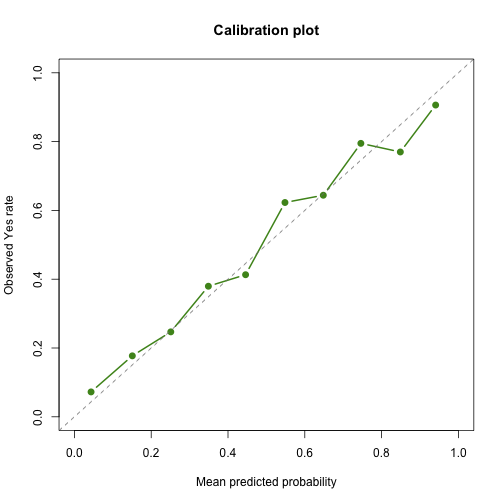 Calibration plot
Observed Yes rate
1.0
0.8
0.6
0.4
0.2
0.0
0.0 0.2 0.4 0.6 0.8 1.0
Mean predicted probability